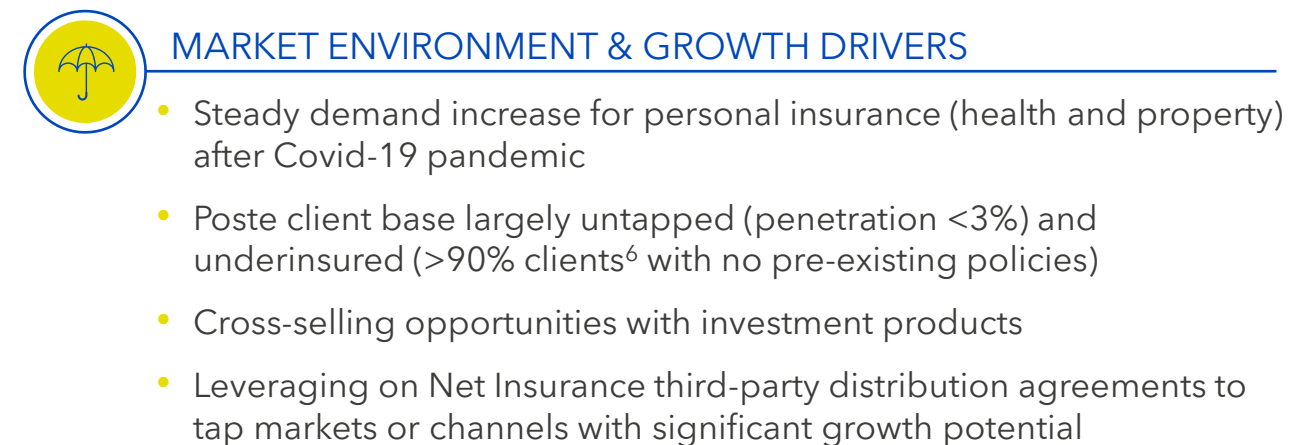 MARKET ENVIRONMENT & GROWTH DRIVERS
• Steady demand increase for personal insurance (health and property)
after Covid-19 pandemic
• Poste client base largely untapped (penetration <3%) and
underinsured (>90% clients⁶ with no pre-existing policies)
• Cross-selling opportunities with investment products
• Leveraging on Net Insurance third-party distribution agreements to
tap markets or channels with significant growth potential